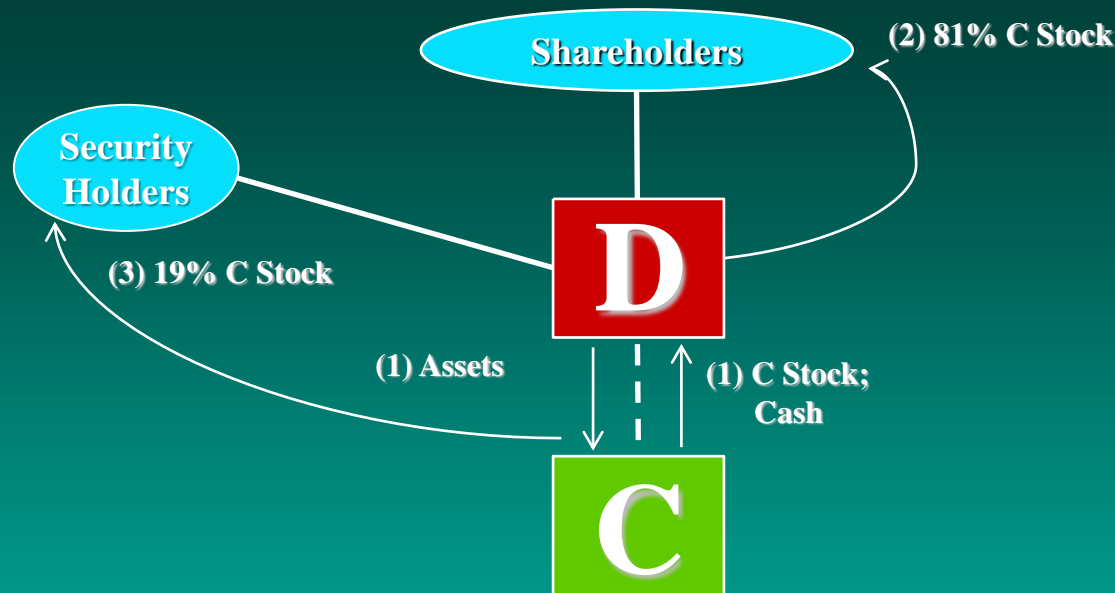 Shareholders
(2) 81% C Stock
Security
Holders
D
(3) 19% C Stock
(1) Assets
(1) C Stock;
Cash
C